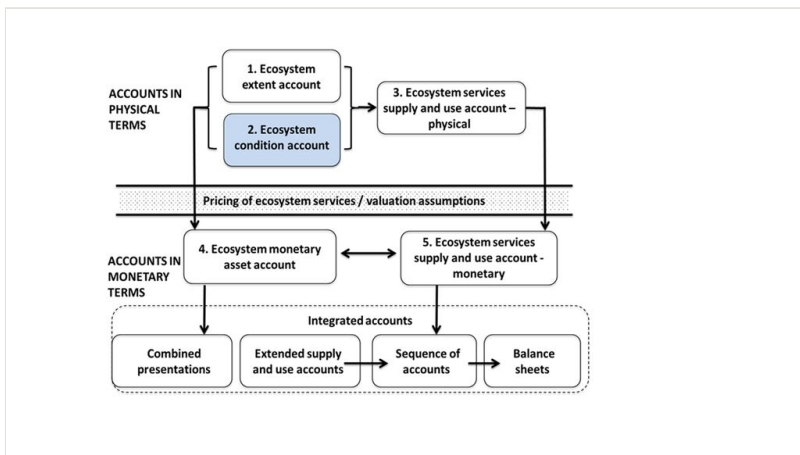 1. Ecosystem
extent account
ACCOUNTS IN
PHYSICAL
TERMS
2. Ecosystem
condition account
3. Ecosystem services
supply and use account –
physical
Pricing of ecosystem services / valuation assumptions
ACCOUNTS IN
MONETARY
TERMS
4. Ecosystem monetary
asset account
5. Ecosystem services
supply and use account -
monetary
Integrated accounts
Combined
presentations
Extended supply
and use accounts
Sequence of
accounts
Balance
sheets